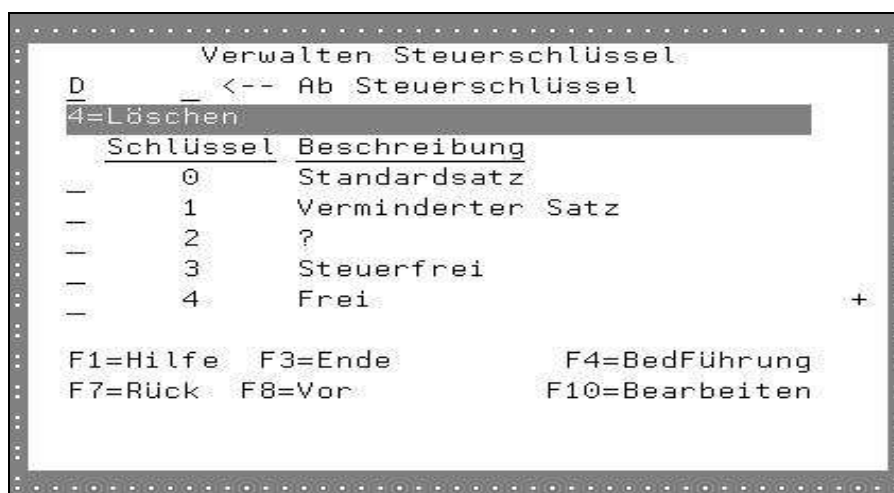 Verwalten Steuerschlüssel
D _ <-- Ab Steuerschlüssel
4=Löschen
Schlüssel Beschreibung
_ 0 Standardsatz
_ 1 Verminderter Satz
_ 2 ?
_ 3 Steuerfrei
_ 4 Frei +
F1=Hilfe F3=Ende F4=BedFührung
F7=Rück F8=Vor F10=Bearbeiten